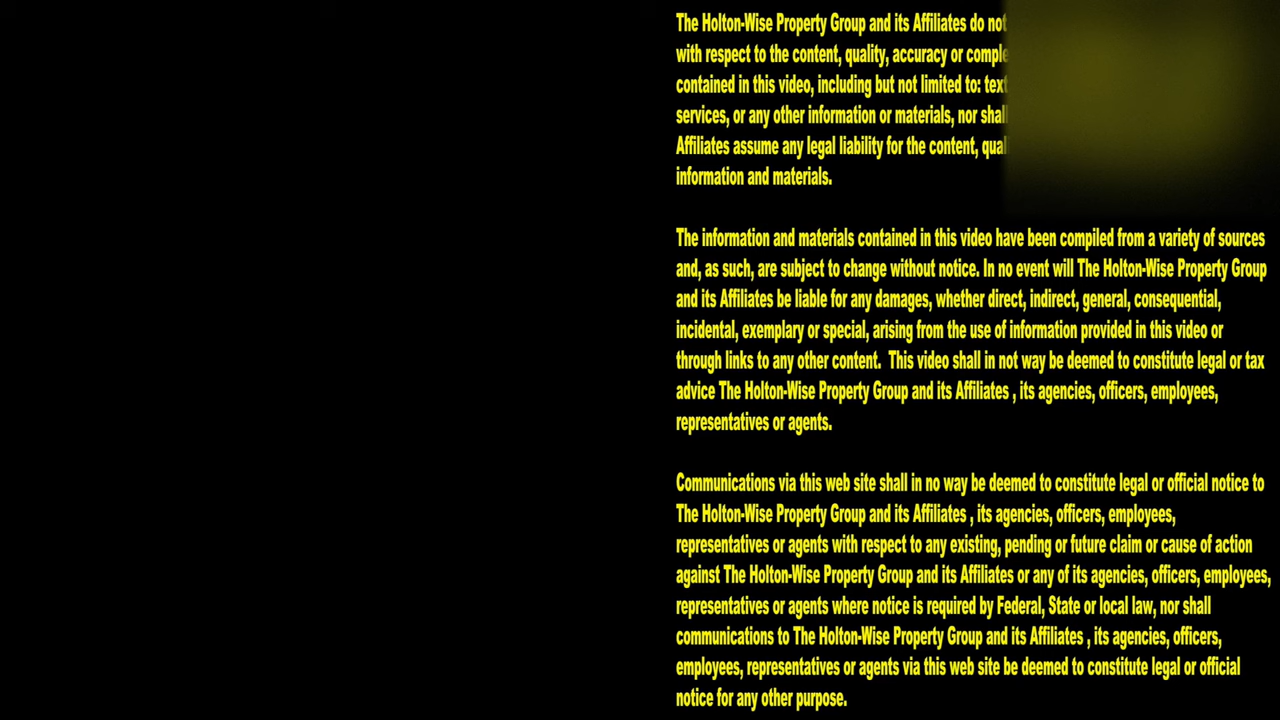 The Holton-Wise Property Group and its Affiliates do not
with respect to the content, quality, accuracy or
contained in this video, including but not limited to: text
services, or any other information or materials, nor shall
Affiliates assume any legal liability for the content,
information and materials.
The information and materials contained in this video have been compiled from a variety of sources
and, as such, are subject to change without notice. In no event will The Holton-Wise Property Group
and its Affiliates be liable for any damages, whether direct, indirect, general, consequential,
incidental, exemplary or special, arising from the use of information provided in this video or
through links to any other content. This video shall in not way be deemed to constitute legal or tax
advice The Holton-Wise Property Group and its Affiliates , its agencies, officers, employees,
representatives or agents.
Communications via this web site shall in no way be deemed to constitute legal or official notice to
The Holton-Wise Property Group and its Affiliates , its agencies, officers, employees,
representatives or agents with respect to any existing, pending or future claim or cause of action
against The Holton-Wise Property Group and its Affiliates or any of its agencies, officers, employees,
representatives or agents where notice is required by Federal, State or local law, nor shall
communications to The Holton-Wise Property Group and its Affiliates , its agencies, officers,
employees, representatives or agents via this web site be deemed to constitute legal or official
notice for any other purpose.